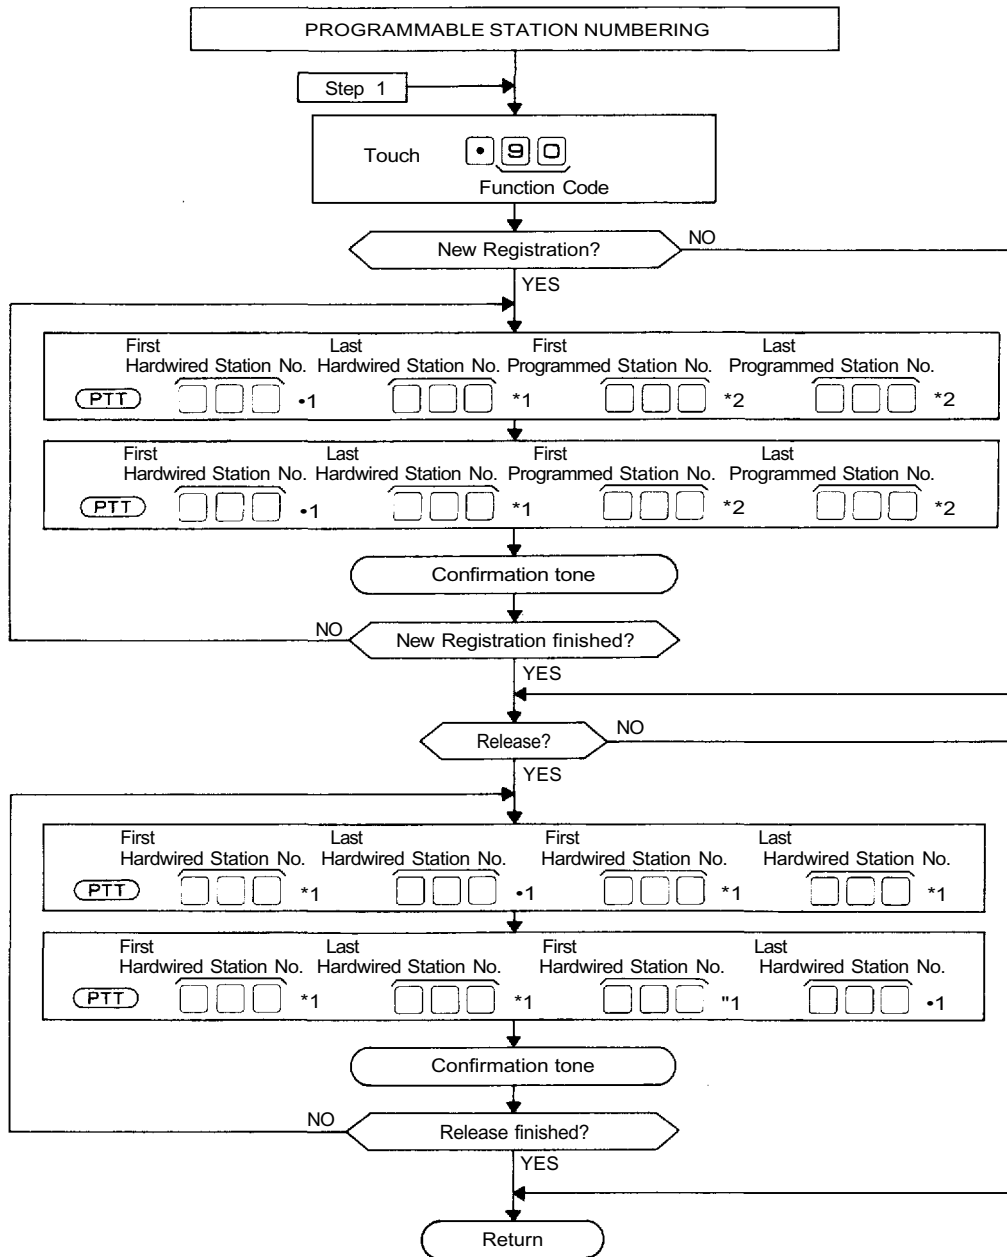 PROGRAMMABLE STATION NUMBERING
Step 1
Touch • 9 0
Function Code
New Registration? NO
YES
First Last First Last
Hardwired Station No. Hardwired Station No. Programmed Station No. Programmed Station No.
PTT •1 *1 *2 *2
First Last First Last
Hardwired Station No. Hardwired Station No. Programmed Station No. Programmed Station No.
PTT •1 *1 *2 *2
Confirmation tone
NO New Registration finished?
YES
Release? NO
YES
First Last First Last
Hardwired Station No. Hardwired Station No. Hardwired Station No. Hardwired Station No.
PTT *1 •1 *1 *1
First Last First Last
Hardwired Station No. Hardwired Station No. Hardwired Station No. Hardwired Station No.
PTT *1 *1 "1 •1
Confirmation tone
NO Release finished?
YES
Return